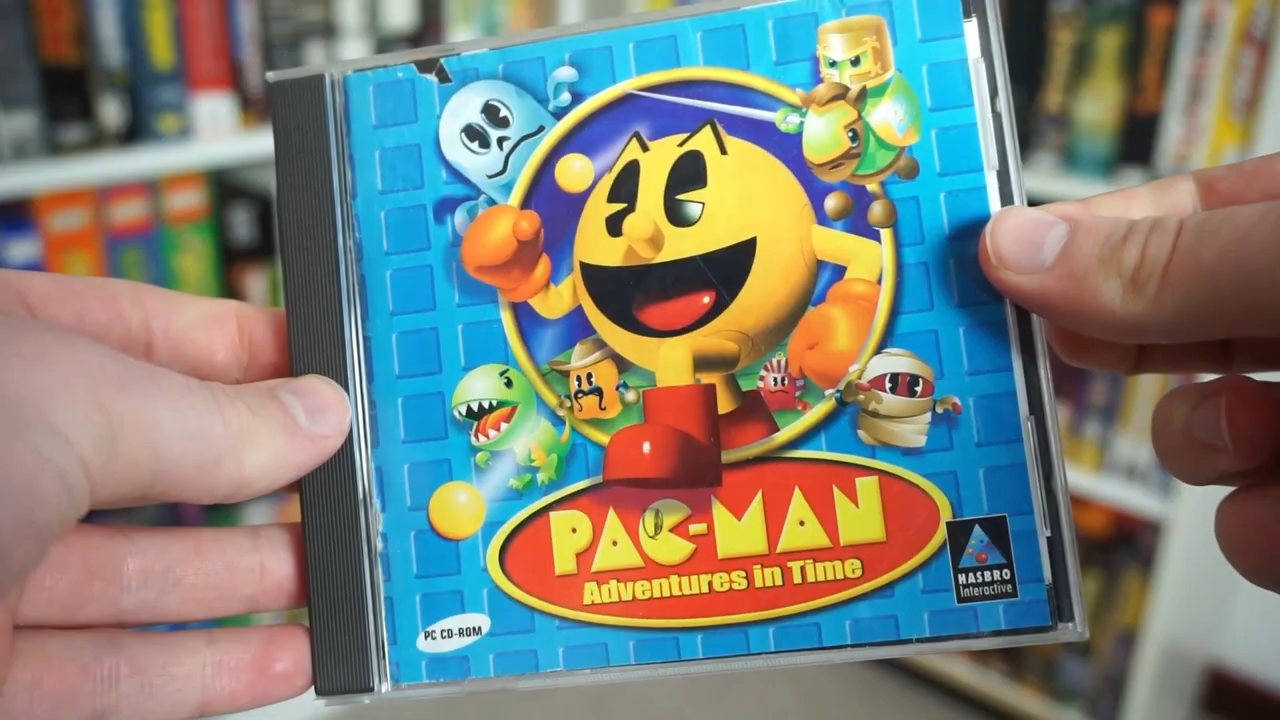 PAC-MAN
Adventures in Time
HASBRO
Interactive
PC CD-ROM